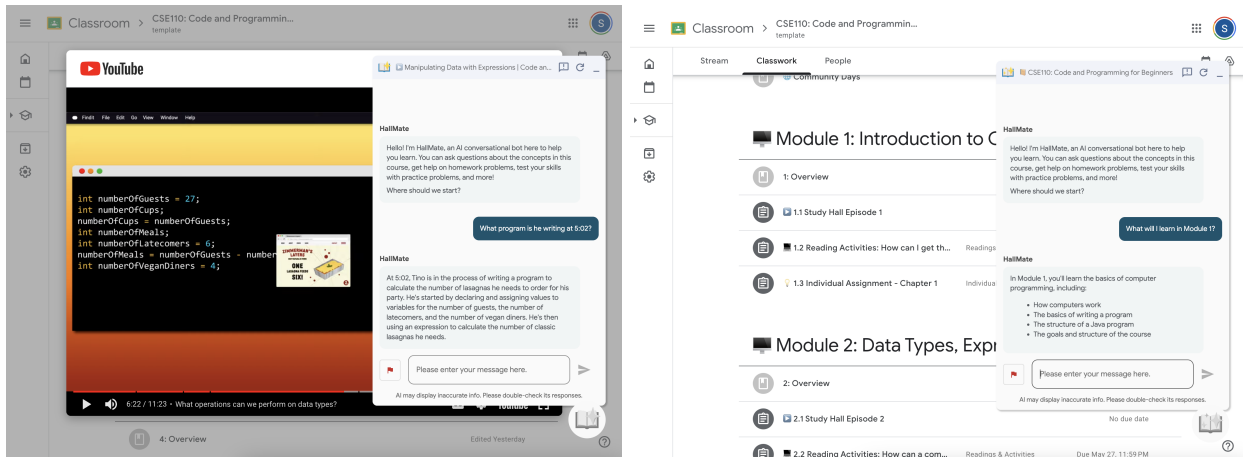 Classroom > CSE110: Code and Programmin...
template
S
YouTube
Findit File Edit Go View Window Help
int numberOfGuests = 27;
int numberOfCups;
numberOfCups = numberOfGuests;
int numberOfMeals;
int numberOfLatecomers = 6;
numberOfMeals = numberOfGuests - number
int numberOfVeganDiners = 4;
ZIMMERMAN'S
LAYERS
ONE
LASAGNA FEEDS
SIX!
6:22 / 11:23 • What operations can we perform on data types?
YouTube
4: Overview
Edited Yesterday
Manipulating Data with Expressions | Code an...
HallMate
Hello! I'm HallMate, an AI conversational bot here to help
you learn. You can ask questions about the concepts in this
course, get help on homework problems, test your skills
with practice problems, and more!
Where should we start?
What program is he writing at 5:02?
HallMate
At 5:02, Tino is in the process of writing a program to
calculate the number of lasagnas he needs to order for his
party. He's started by declaring and assigning values to
variables for the number of guests, the number of
latecomers, and the number of vegan diners. He's then
using an expression to calculate the number of classic
lasagnas he needs.
Please enter your message here.
AI may display inaccurate info. Please double-check its responses.
Classroom > CSE110: Code and Programmin...
template
S
Stream Classwork People
Community Days
Module 1: Introduction to C
1: Overview
1.1 Study Hall Episode 1
1.2 Reading Activities: How can I get th... Readings
1.3 Individual Assignment - Chapter 1 Individua
Module 2: Data Types, Expr
2: Overview
2.1 Study Hall Episode 2 No due date
2.2 Reading Activities: How can a com... Readings & Activities Due May 27, 11:59 PM
CSE110: Code and Programming for Beginners
HallMate
Hello! I'm HallMate, an AI conversational bot here to help
you learn. You can ask questions about the concepts in this
course, get help on homework problems, test your skills
with practice problems, and more!
Where should we start?
What will I learn in Module 1?
HallMate
In Module 1, you'll learn the basics of computer
programming, including:
• How computers work
• The basics of writing a program
• The structure of a Java program
• The goals and structure of the course
Please enter your message here.
AI may display inaccurate info. Please double-check its responses.